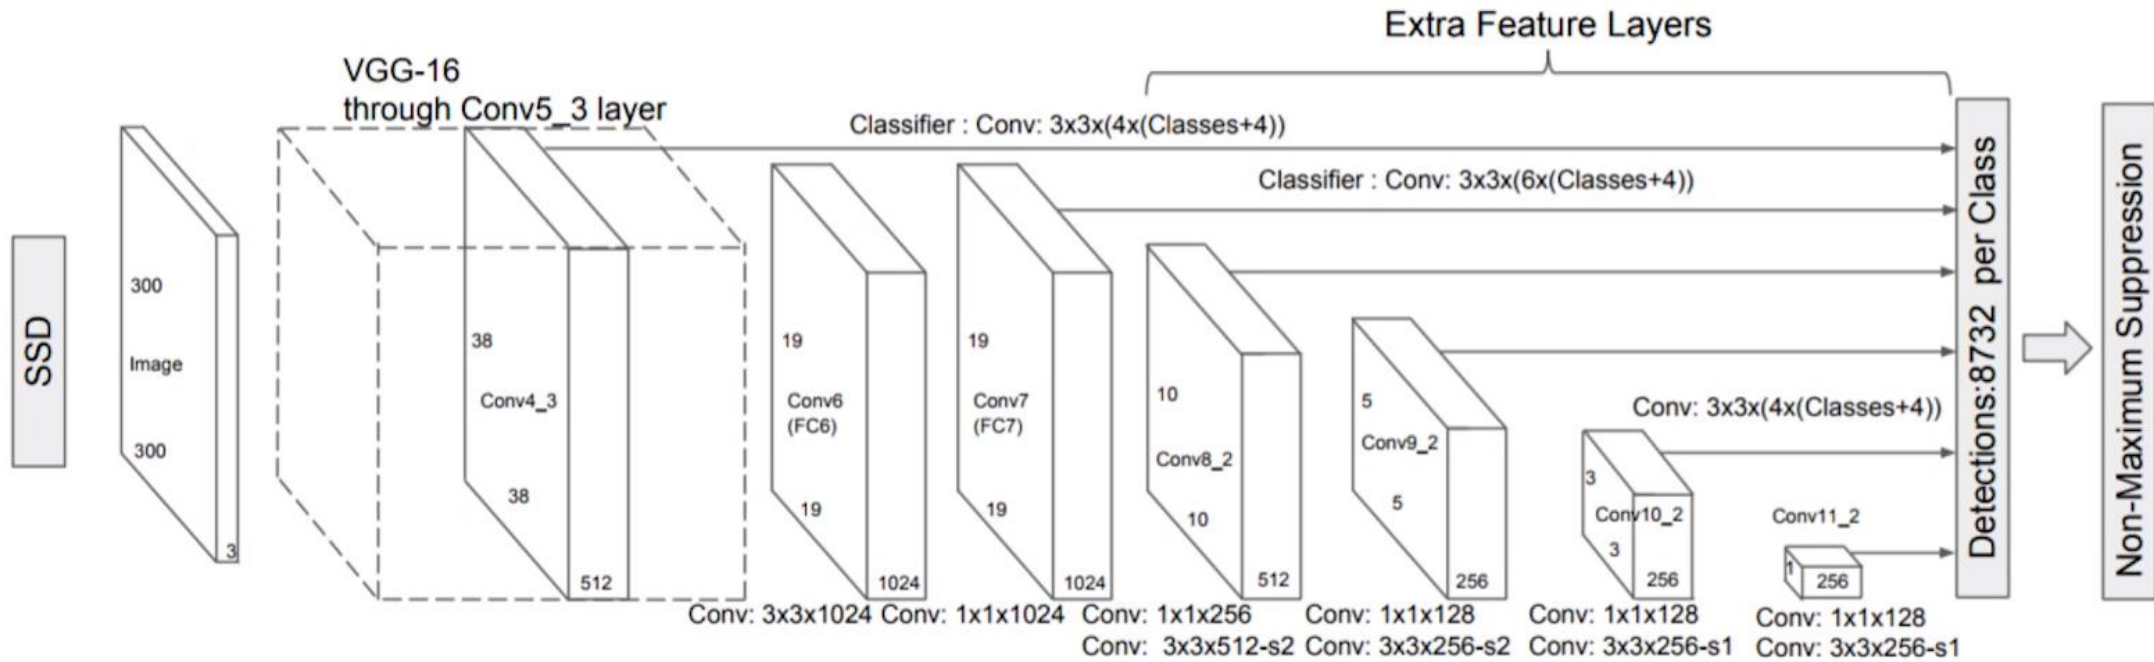 Extra Feature Layers
VGG-16
through Conv5_3 layer
Classifier : Conv: 3x3x(4x(Classes+4))
Classifier : Conv: 3x3x(6x(Classes+4))
SSD
300
Image
300
3
38
Conv4_3
38
512
19
Conv6
(FC6)
19
1024
19
Conv7
(FC7)
19
1024
10
Conv8_2
10
512
5
Conv9_2
5
256
Conv: 3x3x(4x(Classes+4))
3
Conv10_2
3
256
Conv11_2
1
256
Conv: 3x3x1024
Conv: 1x1x1024
Conv: 1x1x256
Conv: 3x3x512-s2
Conv: 1x1x128
Conv: 3x3x256-s2
Conv: 1x1x128
Conv: 3x3x256-s1
Conv: 1x1x128
Conv: 3x3x256-s1
Detections:8732 per Class
Non-Maximum Suppression